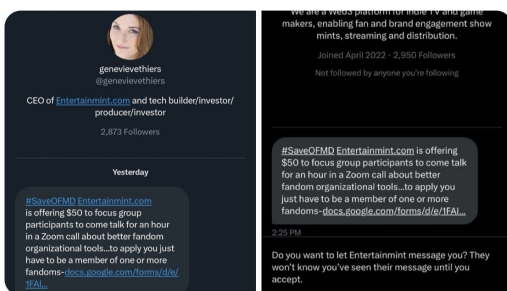 genevievethiers
@genevievethiers
CEO of Entertainmint.com and tech builder/investor/
producer/investor
2,873 Followers
Yesterday
#SaveOFMD Entertainmint.com
is offering $50 to focus group
participants to come talk for an hour
in a Zoom call about better fandom
organizational tools...to apply you just
have to be a member of one or more
fandoms-docs.google.com/forms/d/e/
1FAI...
We are a Web3 platform for indie TV and game
makers, enabling fan and brand engagement show
mints, streaming and distribution.
Joined April 2022 · 2,950 Followers
Not followed by anyone you're following
#SaveOFMD Entertainmint.com is offering
$50 to focus group participants to come talk
for an hour in a Zoom call about better
fandom organizational tools...to apply you
just have to be a member of one or more
fandoms-docs.google.com/forms/d/e/1FAI...
2:25 PM
Do you want to let Entertainmint message you? They
won't know you've seen their message until you
accept.